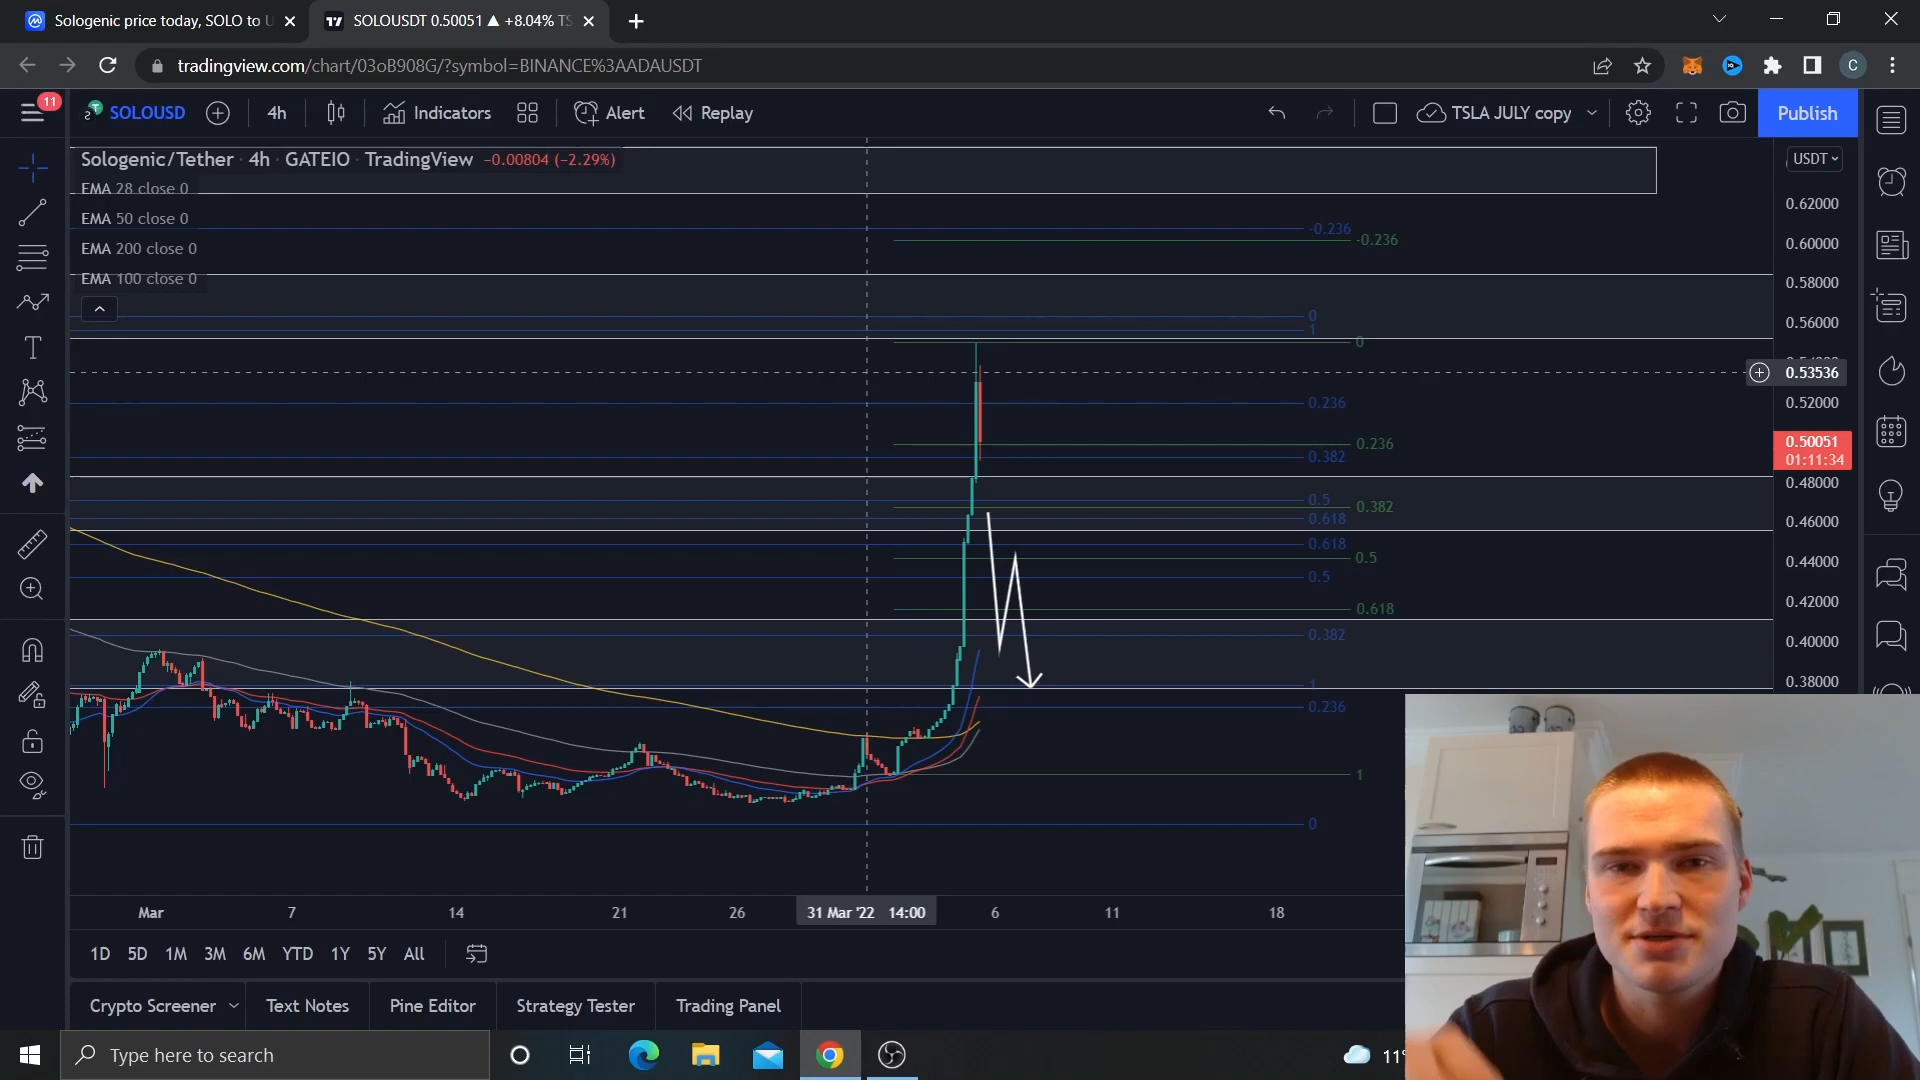 Sologenic price today, SOLO to U
SOLOUSDT 0.50051 ▲ +8.04% TS
tradingview.com/chart/03oB908G/?symbol=BINANCE%3AADAUSDT
C
11
SOLOUSD
4h
Indicators
Alert
Replay
TSLA JULY copy
Publish
Sologenic/Tether · 4h · GATEIO · TradingView −0.00804 (−2.29%)
USDT
EMA 28 close 0
EMA 50 close 0
EMA 200 close 0
EMA 100 close 0
0.62000
0.60000
0.58000
0.56000
0.53536
0.52000
0.50051
01:11:34
0.48000
0.46000
0.44000
0.42000
0.40000
0.38000
-0.236
-0.236
0
1
0
0.236
0.236
0.382
0.5
0.382
0.618
0.618
0.5
0.5
0.618
0.382
1
0.236
1
0
Mar
7
14
21
26
31 Mar '22 14:00
6
11
18
1D 5D 1M 3M 6M YTD 1Y 5Y All
Crypto Screener
Text Notes
Pine Editor
Strategy Tester
Trading Panel
Type here to search
11°